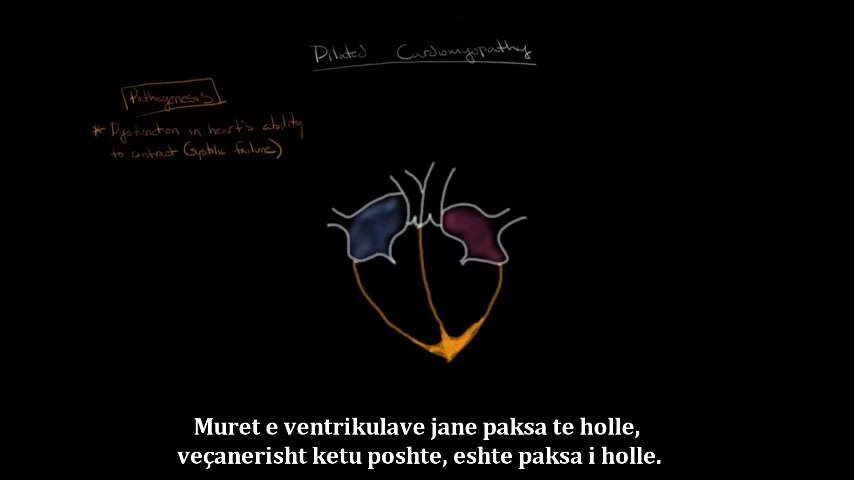 Dilated Cardiomyopathy
Pathogenesis
* Dysfunction in heart's ability
to contract (systolic failure)
Muret e ventrikulave jane paksa te holle,
veçanerisht ketu poshte, eshte paksa i holle.